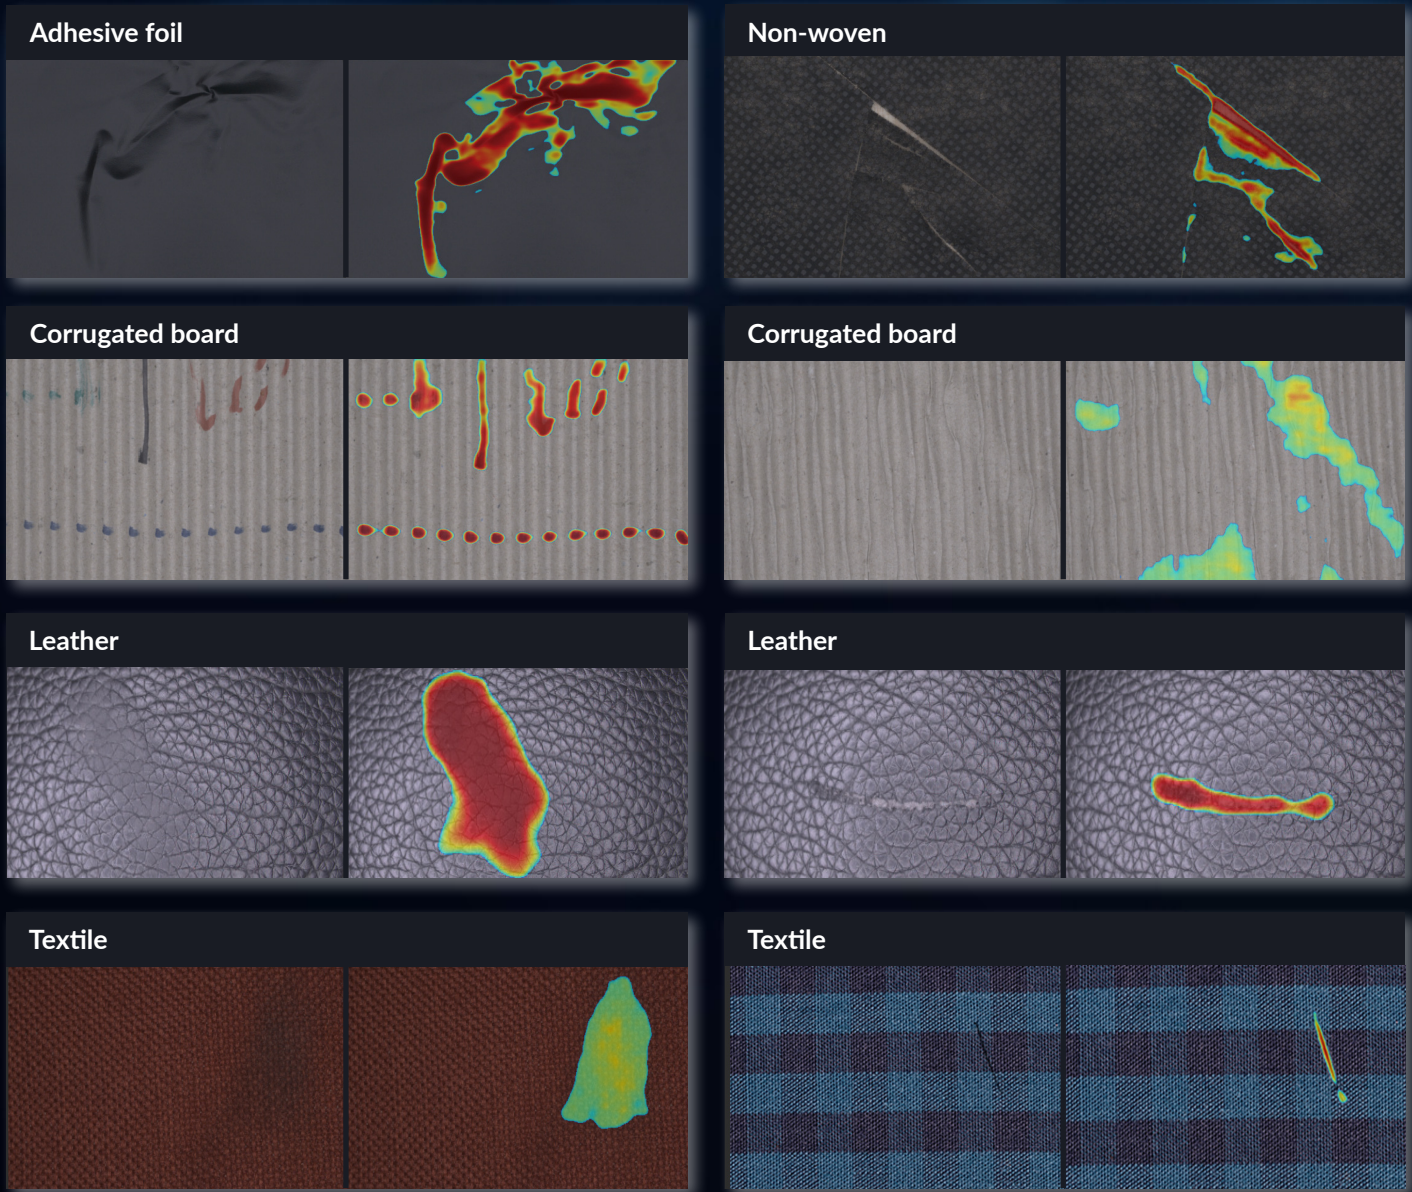 Adhesive foil
Non-woven
Corrugated board
Corrugated board
Leather
Leather
Textile
Textile